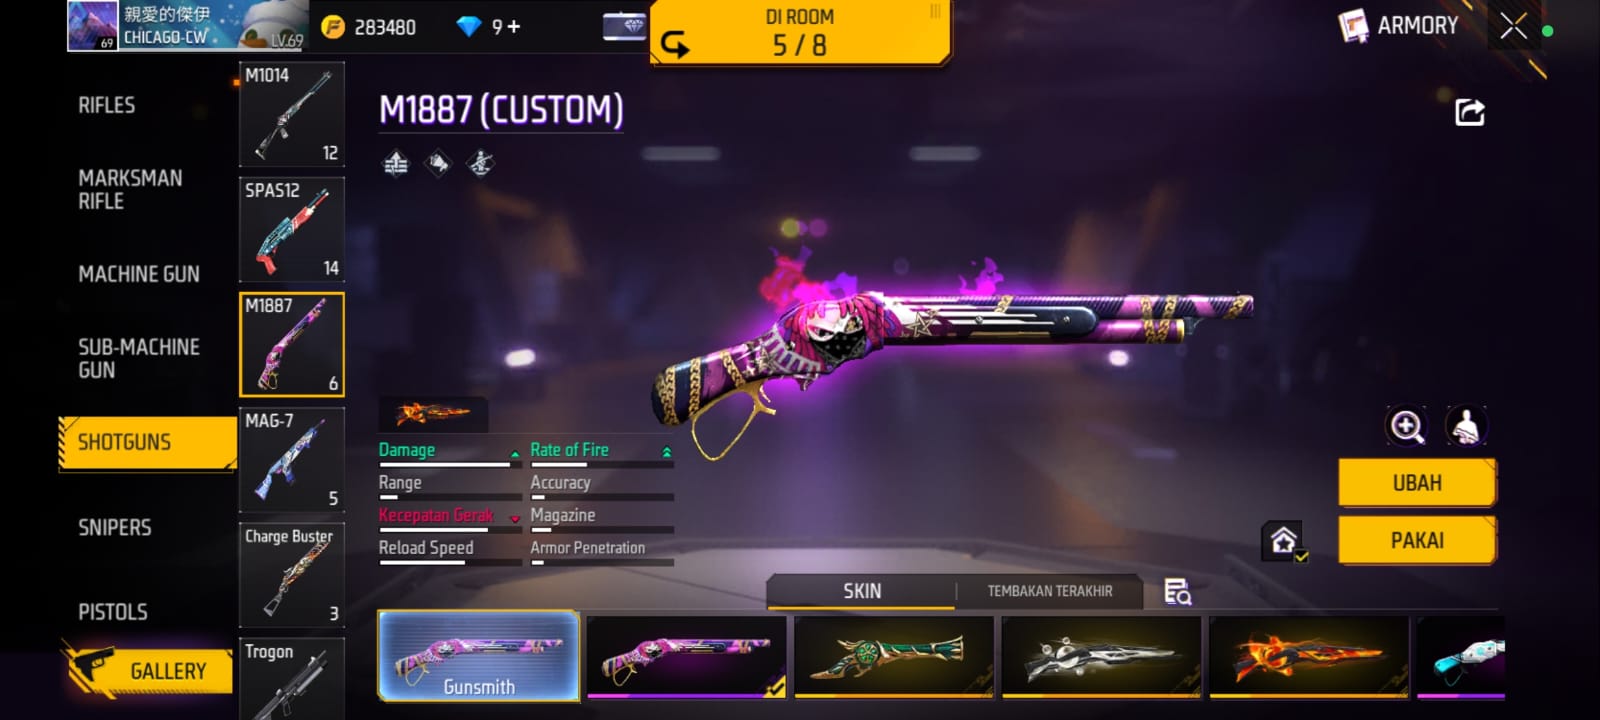 親愛的傑伊
CHICAGO-CW
69
LV.69
F
283480
9+
DI ROOM
5 / 8
ARMORY
RIFLES
MARKSMAN
RIFLE
MACHINE GUN
SUB-MACHINE
GUN
SHOTGUNS
SNIPERS
PISTOLS
GALLERY
M1014
12
SPAS12
14
M1887
6
MAG-7
5
Charge Buster
3
Trogon
M1887 (CUSTOM)
Damage
Rate of Fire
Range
Accuracy
Kecepatan Gerak
Magazine
Reload Speed
Armor Penetration
UBAH
PAKAI
SKIN
TEMBAKAN TERAKHIR
Gunsmith